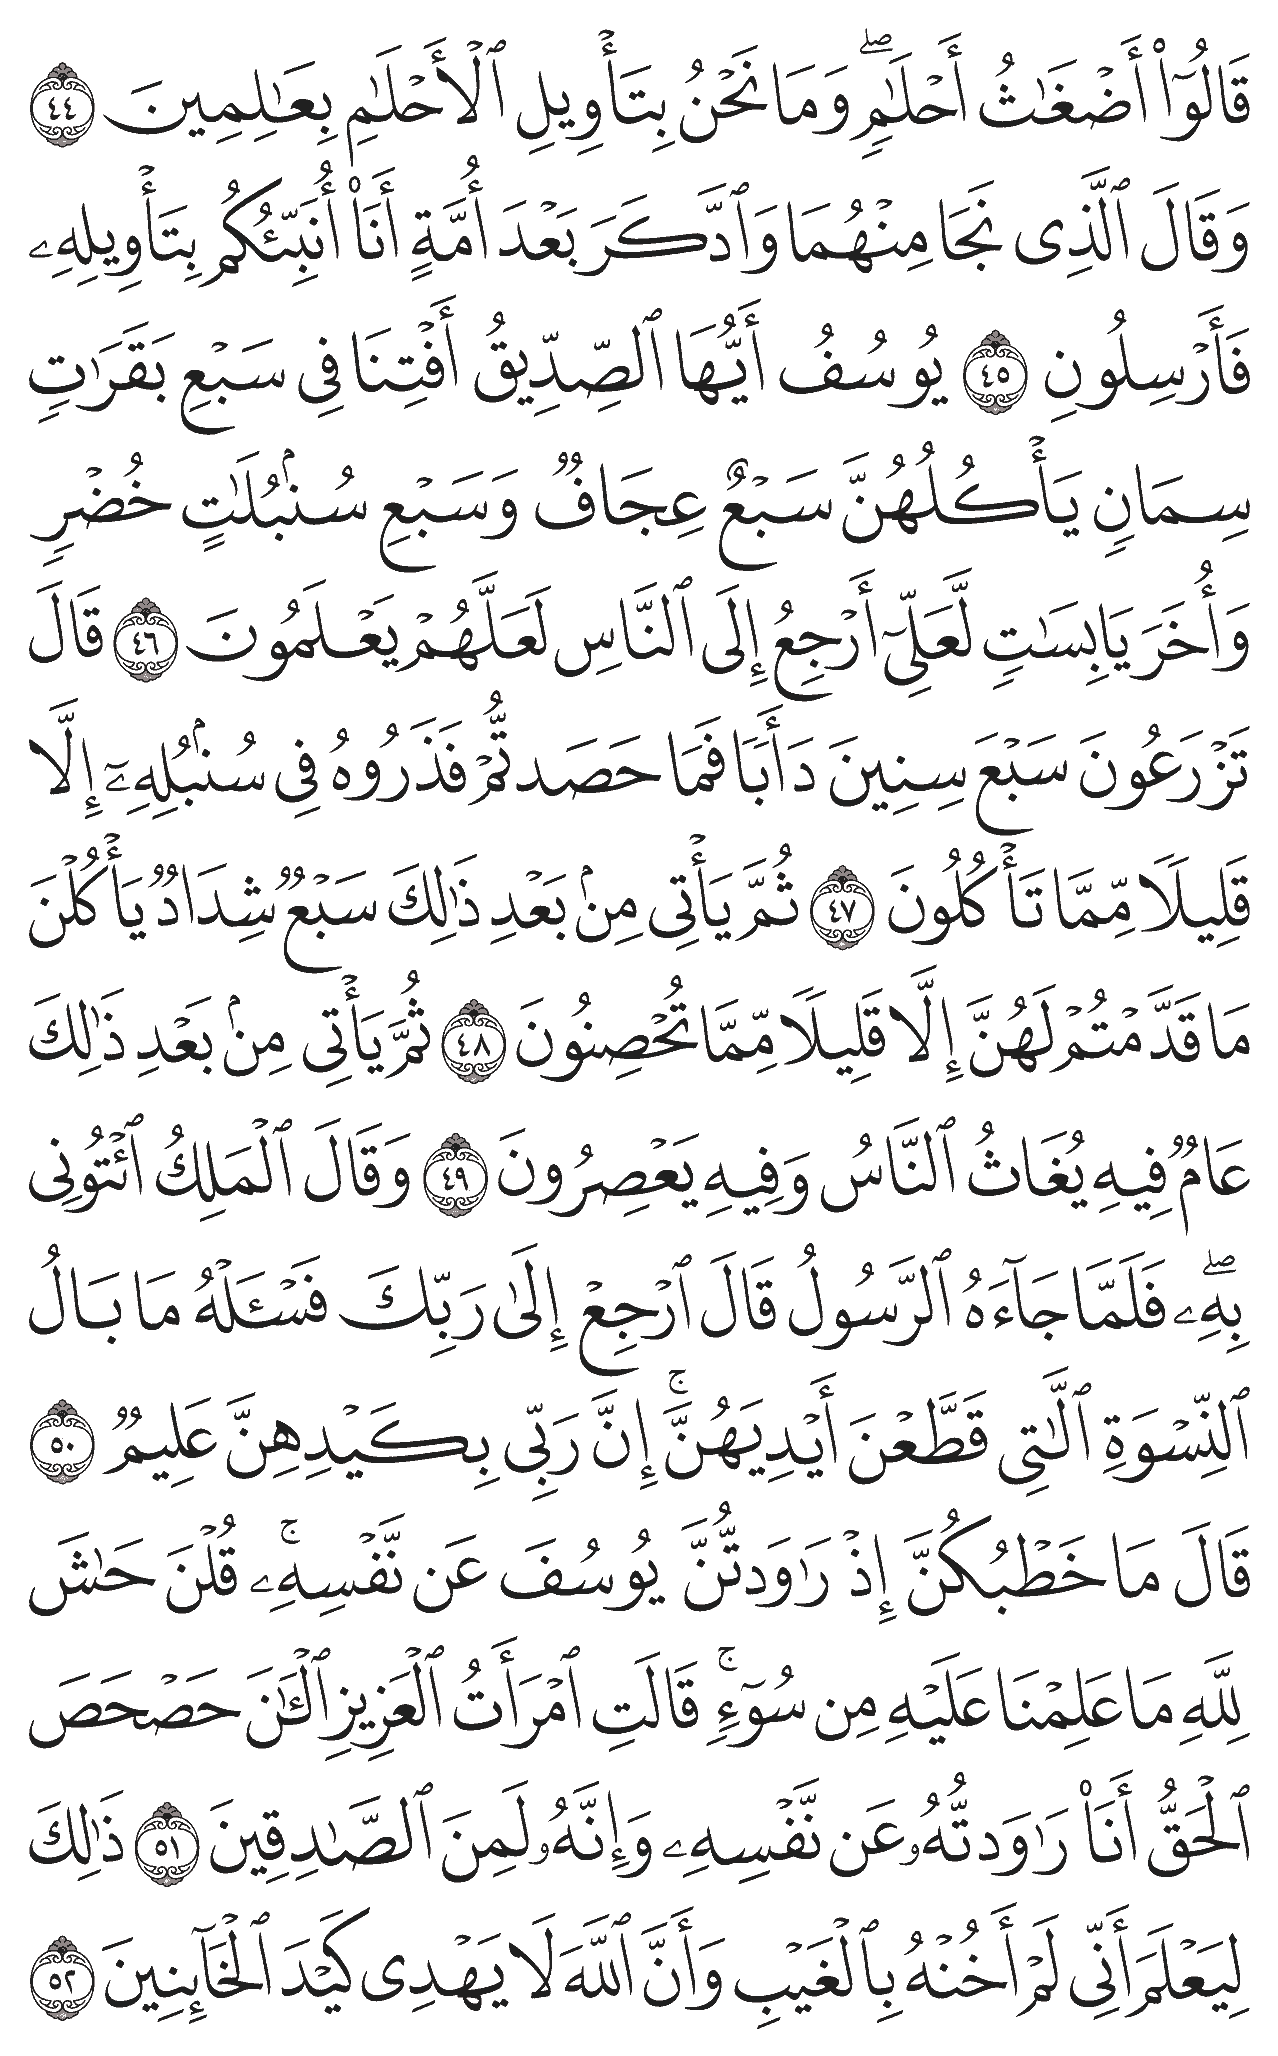 قَالُوٓا۟ أَضْغَـٰثُ أَحْلَـٰمٍۢ ۖ وَمَا نَحْنُ بِتَأْوِيلِ ٱلْأَحْلَـٰمِ بِعَـٰلِمِينَ ٤٤
وَقَالَ ٱلَّذِى نَجَا مِنْهُمَا وَٱدَّكَرَ بَعْدَ أُمَّةٍ أَنَا۠ أُنَبِّئُكُم بِتَأْوِيلِهِۦ
فَأَرْسِلُونِ ٤٥ يُوسُفُ أَيُّهَا ٱلصِّدِّيقُ أَفْتِنَا فِى سَبْعِ بَقَرَٰتٍۢ
سِمَانٍۢ يَأْكُلُهُنَّ سَبْعٌ عِجَافٌۭ وَسَبْعِ سُنۢبُلَـٰتٍ خُضْرٍۢ
وَأُخَرَ يَابِسَـٰتٍۢ لَّعَلِّىٓ أَرْجِعُ إِلَى ٱلنَّاسِ لَعَلَّهُمْ يَعْلَمُونَ ٤٦ قَالَ
تَزْرَعُونَ سَبْعَ سِنِينَ دَأَبًۭا فَمَا حَصَدتُّمْ فَذَرُوهُ فِى سُنۢبُلِهِۦٓ إِلَّا
قَلِيلًۭا مِّمَّا تَأْكُلُونَ ٤٧ ثُمَّ يَأْتِى مِنۢ بَعْدِ ذَٰلِكَ سَبْعٌۭ شِدَادٌۭ يَأْكُلْنَ
مَا قَدَّمْتُمْ لَهُنَّ إِلَّا قَلِيلًۭا مِّمَّا تُحْصِنُونَ ٤٨ ثُمَّ يَأْتِى مِنۢ بَعْدِ ذَٰلِكَ
عَامٌۭ فِيهِ يُغَاثُ ٱلنَّاسُ وَفِيهِ يَعْصِرُونَ ٤٩ وَقَالَ ٱلْمَلِكُ ٱئْتُونِى
بِهِۦ ۖ فَلَمَّا جَآءَهُ ٱلرَّسُولُ قَالَ ٱرْجِعْ إِلَىٰ رَبِّكَ فَسْـَٔلْهُ مَا بَالُ
ٱلنِّسْوَةِ ٱلَّـٰتِى قَطَّعْنَ أَيْدِيَهُنَّ ۚ إِنَّ رَبِّى بِكَيْدِهِنَّ عَلِيمٌۭ ٥٠
قَالَ مَا خَطْبُكُنَّ إِذْ رَٰوَدتُّنَّ يُوسُفَ عَن نَّفْسِهِۦ ۚ قُلْنَ حَـٰشَ
لِلَّهِ مَا عَلِمْنَا عَلَيْهِ مِن سُوٓءٍۢ ۚ قَالَتِ ٱمْرَأَتُ ٱلْعَزِيزِ ٱلْـَٔـٰنَ حَصْحَصَ
ٱلْحَقُّ أَنَا۠ رَٰوَدتُّهُۥ عَن نَّفْسِهِۦ وَإِنَّهُۥ لَمِنَ ٱلصَّـٰدِقِينَ ٥١ ذَٰلِكَ
لِيَعْلَمَ أَنِّى لَمْ أَخُنْهُ بِٱلْغَيْبِ وَأَنَّ ٱللَّهَ لَا يَهْدِى كَيْدَ ٱلْخَآئِنِينَ ٥٢